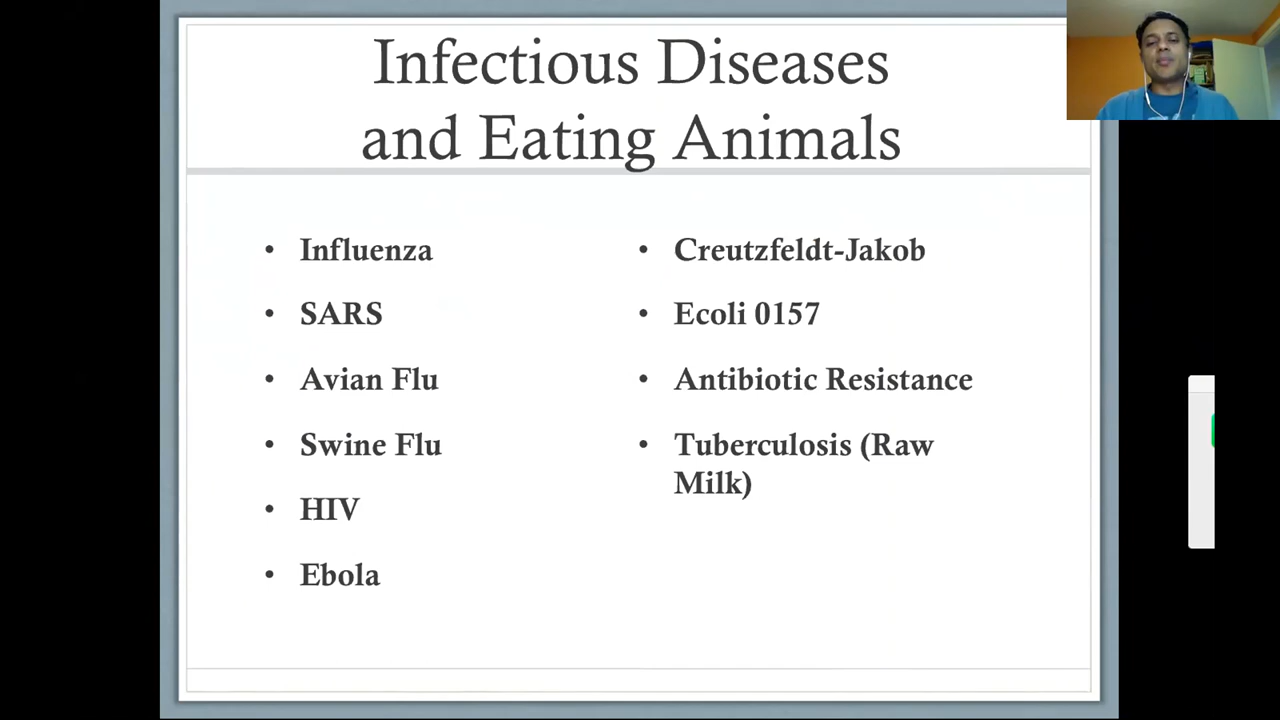 Infectious Diseases
and Eating Animals
• Influenza
• SARS
• Avian Flu
• Swine Flu
• HIV
• Ebola
• Creutzfeldt-Jakob
• Ecoli 0157
• Antibiotic Resistance
• Tuberculosis (Raw
Milk)